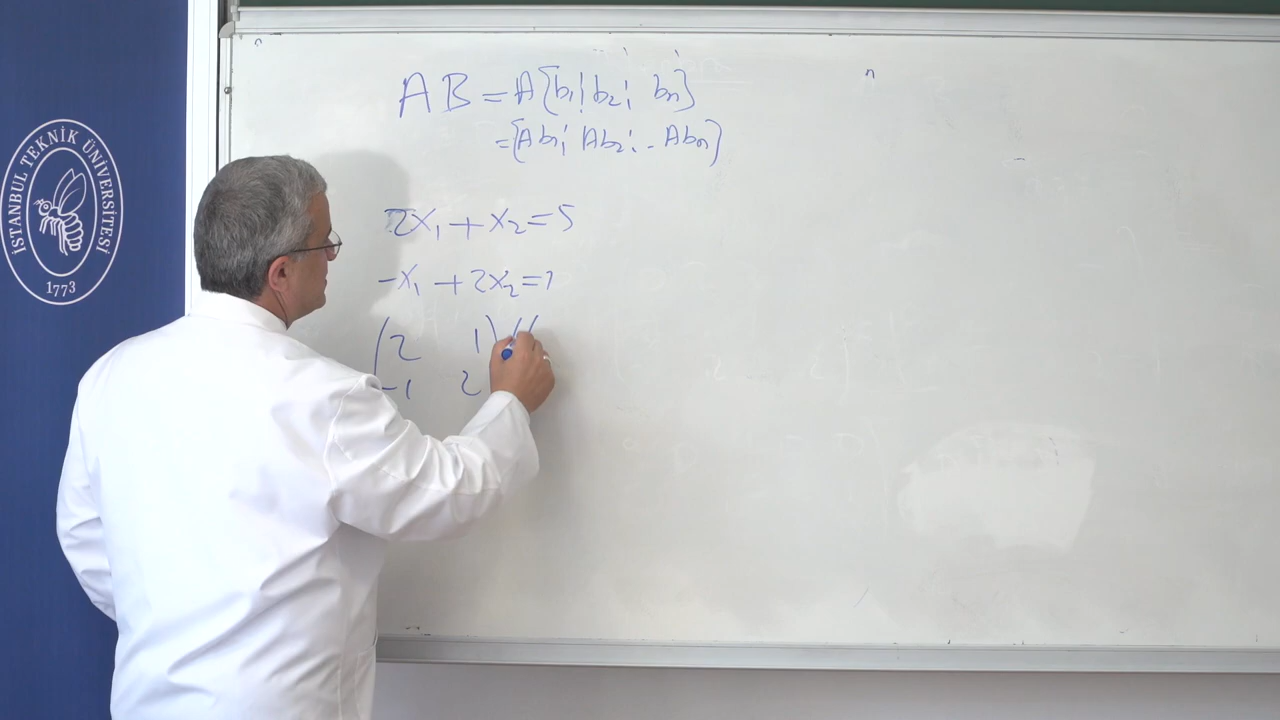 İSTANBUL TEKNİK ÜNİVERSİTESİ
1773
AB = A[b₁ ¦ b₂ ¦ bₙ]
= [Ab₁ ¦ Ab₂ ¦ .. Abₙ]
2x₁ + x₂ = 5
-x₁ + 2x₂ =
(2 1) (
-1 2